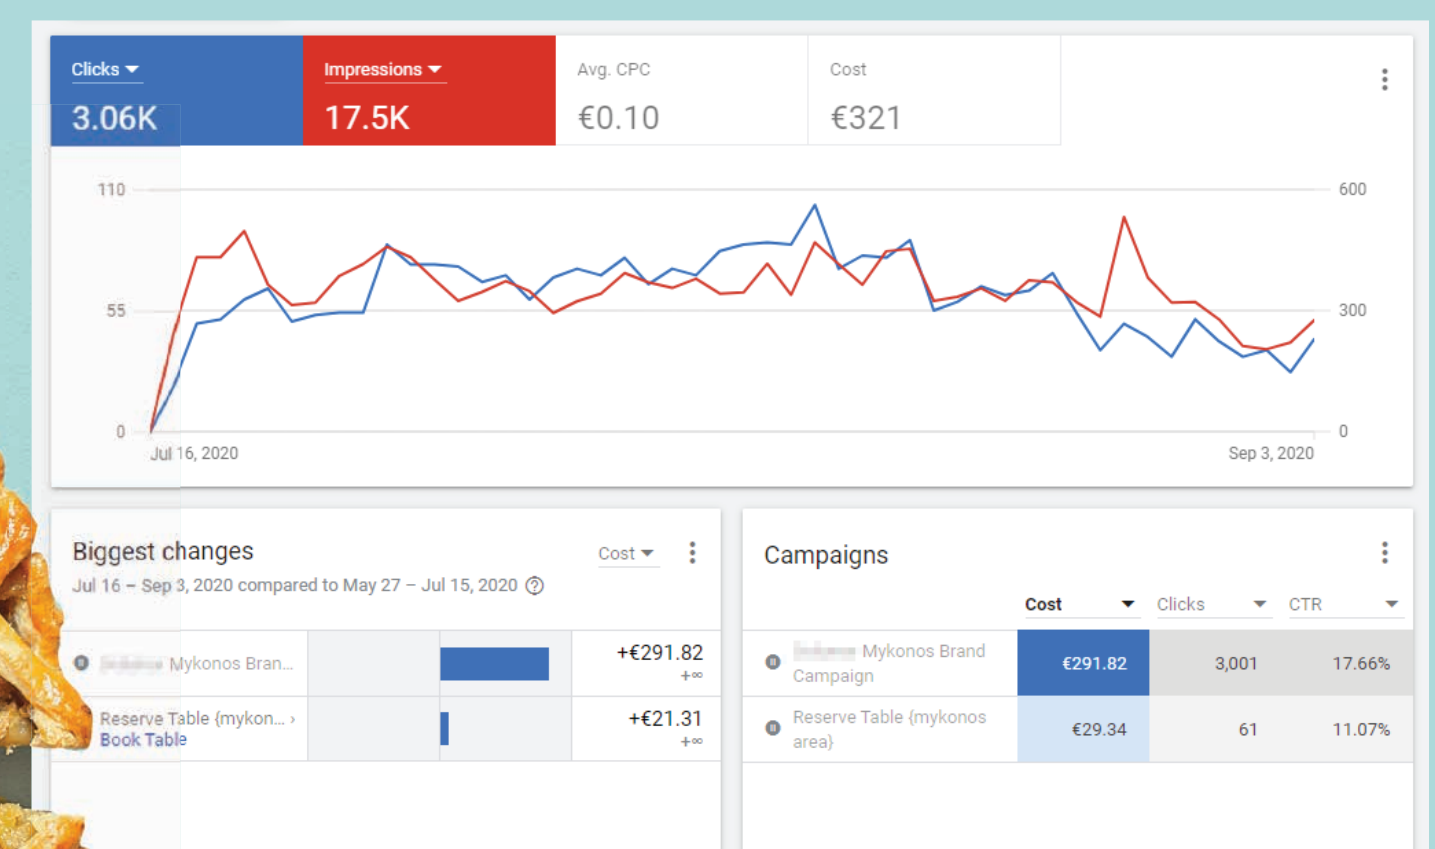 Clicks Impressions Avg. CPC Cost
3.06K 17.5K €0.10 €321
110 600
55 300
0 0
Jul 16, 2020 Sep 3, 2020
Biggest changes
Cost
Jul 16 – Sep 3, 2020 compared to May 27 – Jul 15, 2020
Mykonos Bran... +€291.82
+∞
Reserve Table {mykon... › +€21.31
Book Table +∞
Campaigns
Cost Clicks CTR
Mykonos Brand
Campaign
€291.82 3,001 17.66%
Reserve Table {mykonos
area}
€29.34 61 11.07%